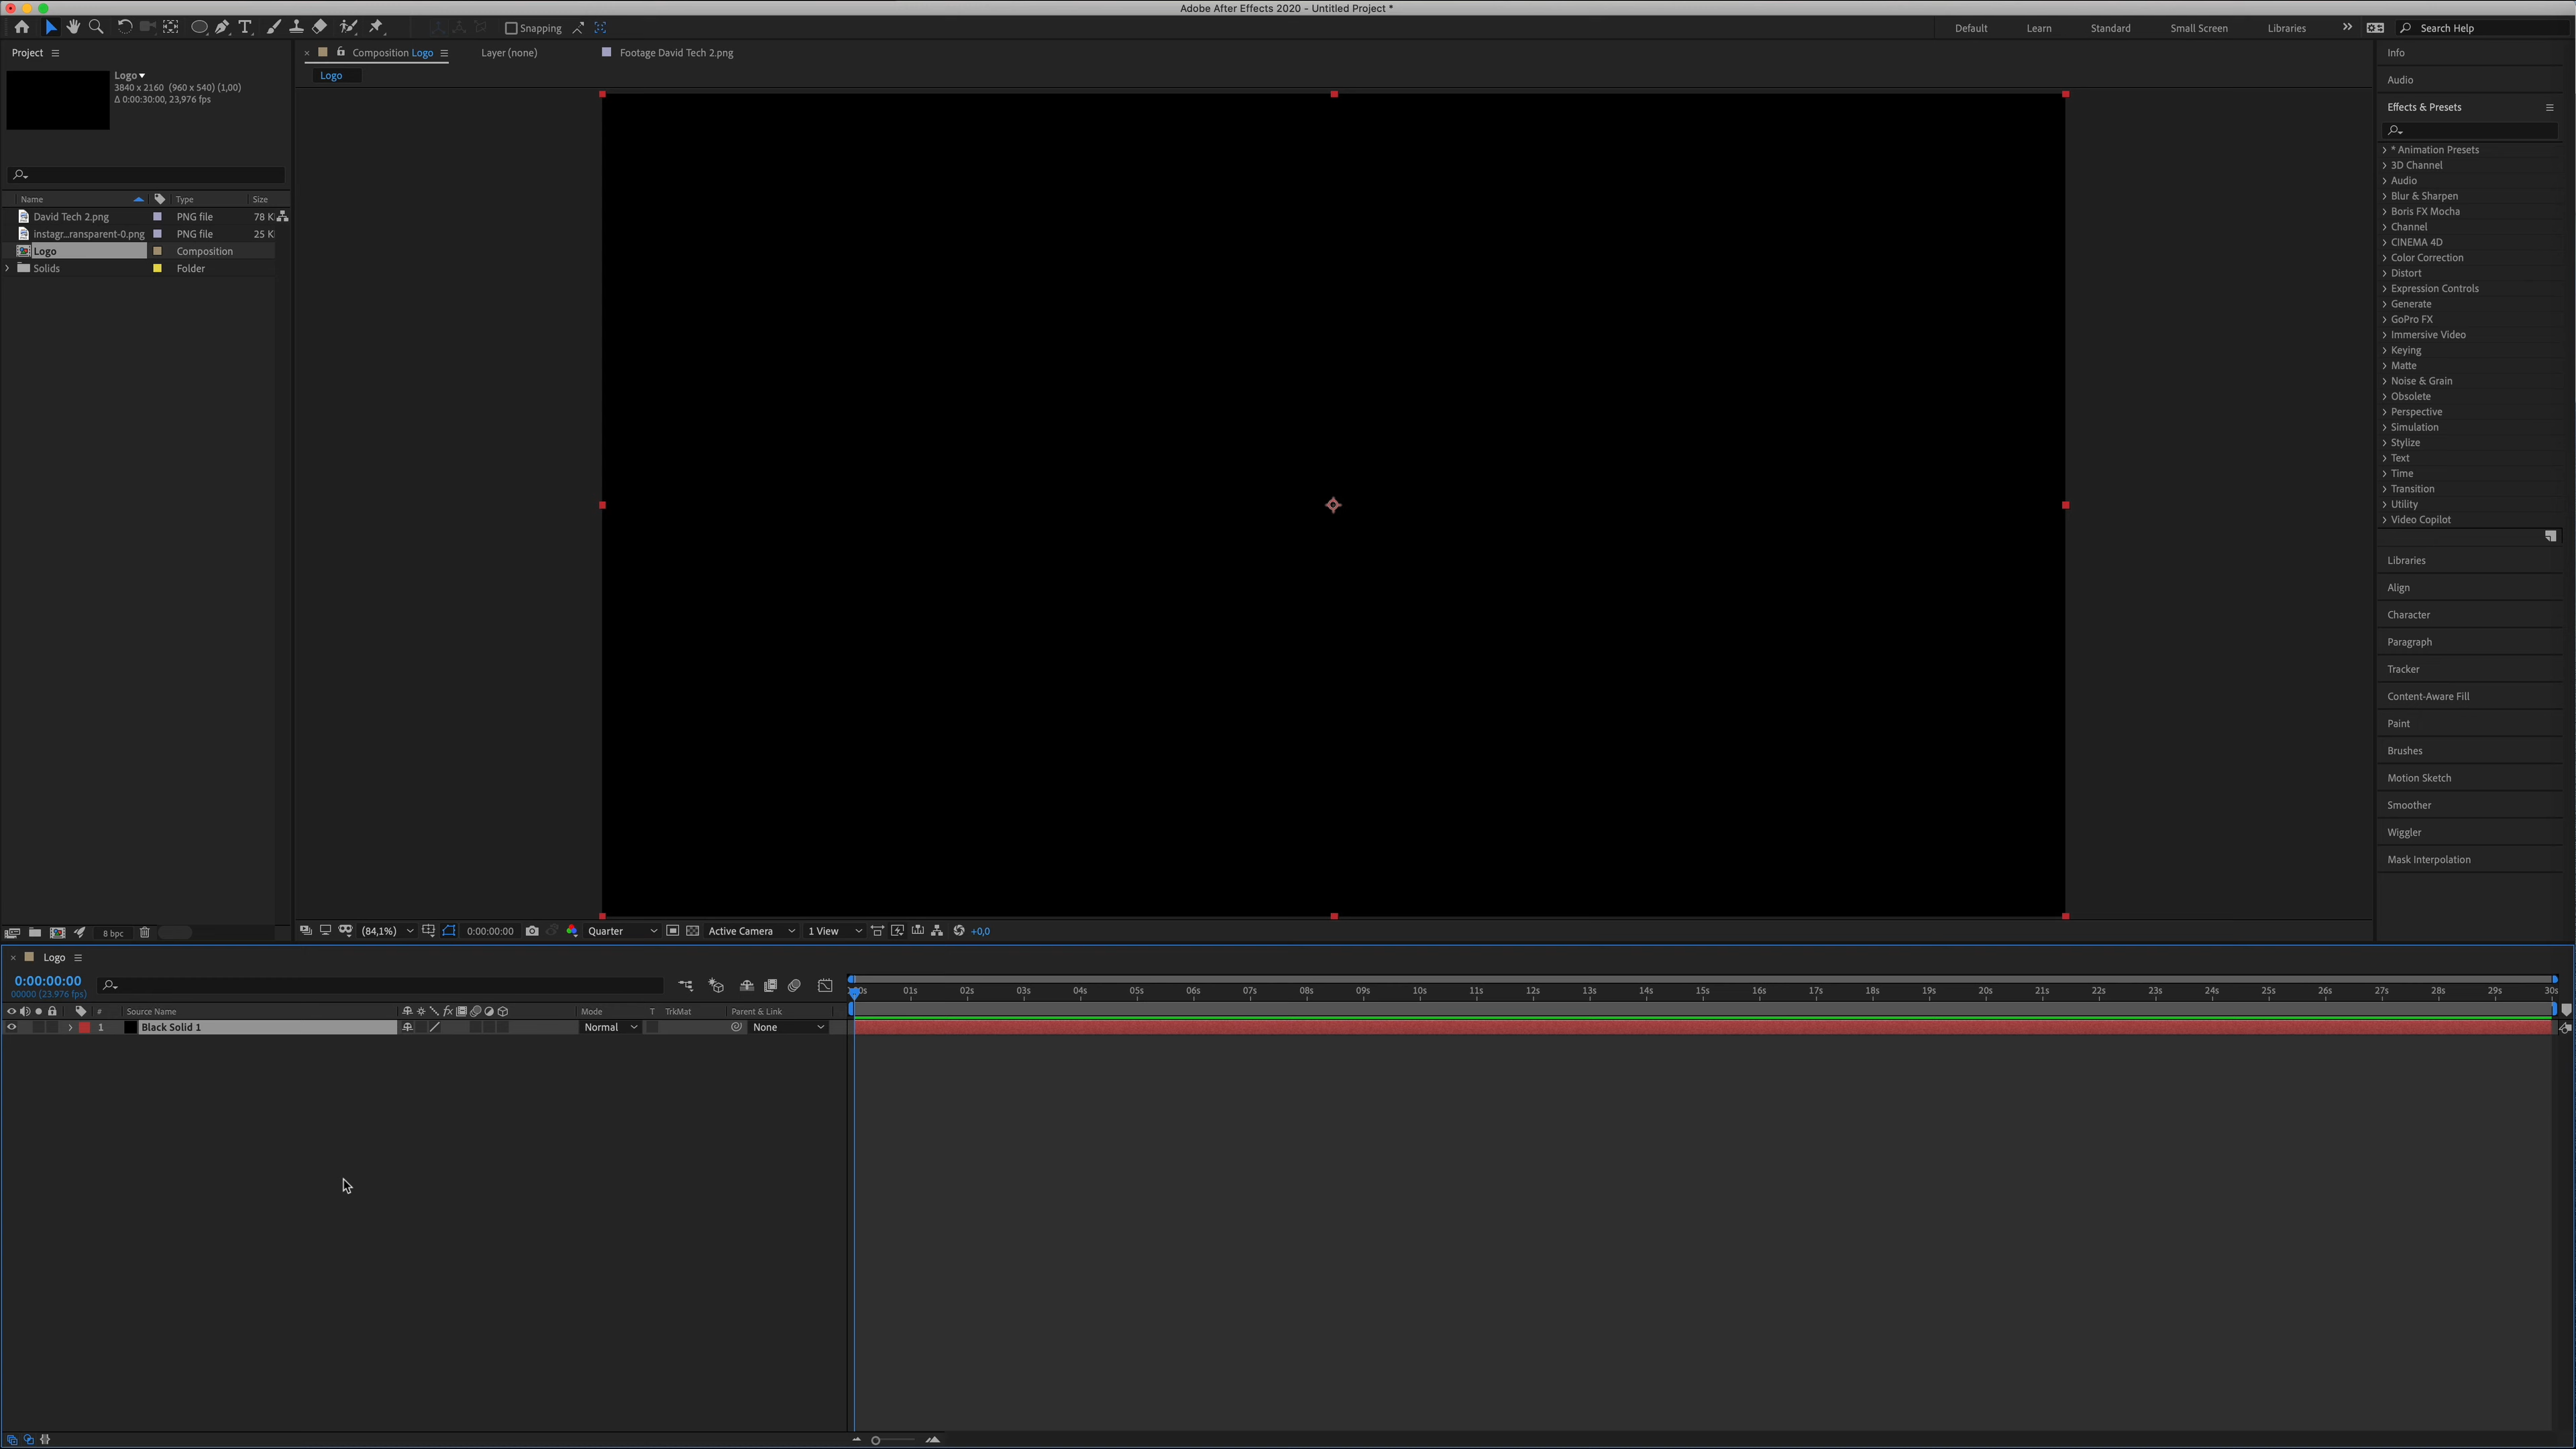 Adobe After Effects 2020 - Untitled Project *
Snapping
Default
Learn
Standard
Small Screen
Libraries
Search Help
Project
Logo
3840 x 2160 (960 x 540) (1,00)
Δ 0:00:30:00, 23,976 fps
Name
Type
Size
David Tech 2.png
PNG file
78 K
instagr...ransparent-0.png
PNG file
25 K
Logo
Composition
Solids
Folder
8 bpc
Composition Logo
Layer (none)
Footage David Tech 2.png
Logo
(84,1%)
0:00:00:00
Quarter
Active Camera
1 View
+0,0
Info
Audio
Effects & Presets
* Animation Presets
3D Channel
Audio
Blur & Sharpen
Boris FX Mocha
Channel
CINEMA 4D
Color Correction
Distort
Expression Controls
Generate
GoPro FX
Immersive Video
Keying
Matte
Noise & Grain
Obsolete
Perspective
Simulation
Stylize
Text
Time
Transition
Utility
Video Copilot
Libraries
Align
Character
Paragraph
Tracker
Content-Aware Fill
Paint
Brushes
Motion Sketch
Smoother
Wiggler
Mask Interpolation
Logo
0:00:00:00
00000 (23.976 fps)
# Source Name
Mode
T TrkMat
Parent & Link
1 Black Solid 1
Normal
None
01s 02s 03s 04s 05s 06s 07s 08s 09s 10s 11s 12s 13s 14s 15s 16s 17s 18s 19s 20s 21s 22s 23s 24s 25s 26s 27s 28s 29s 30s